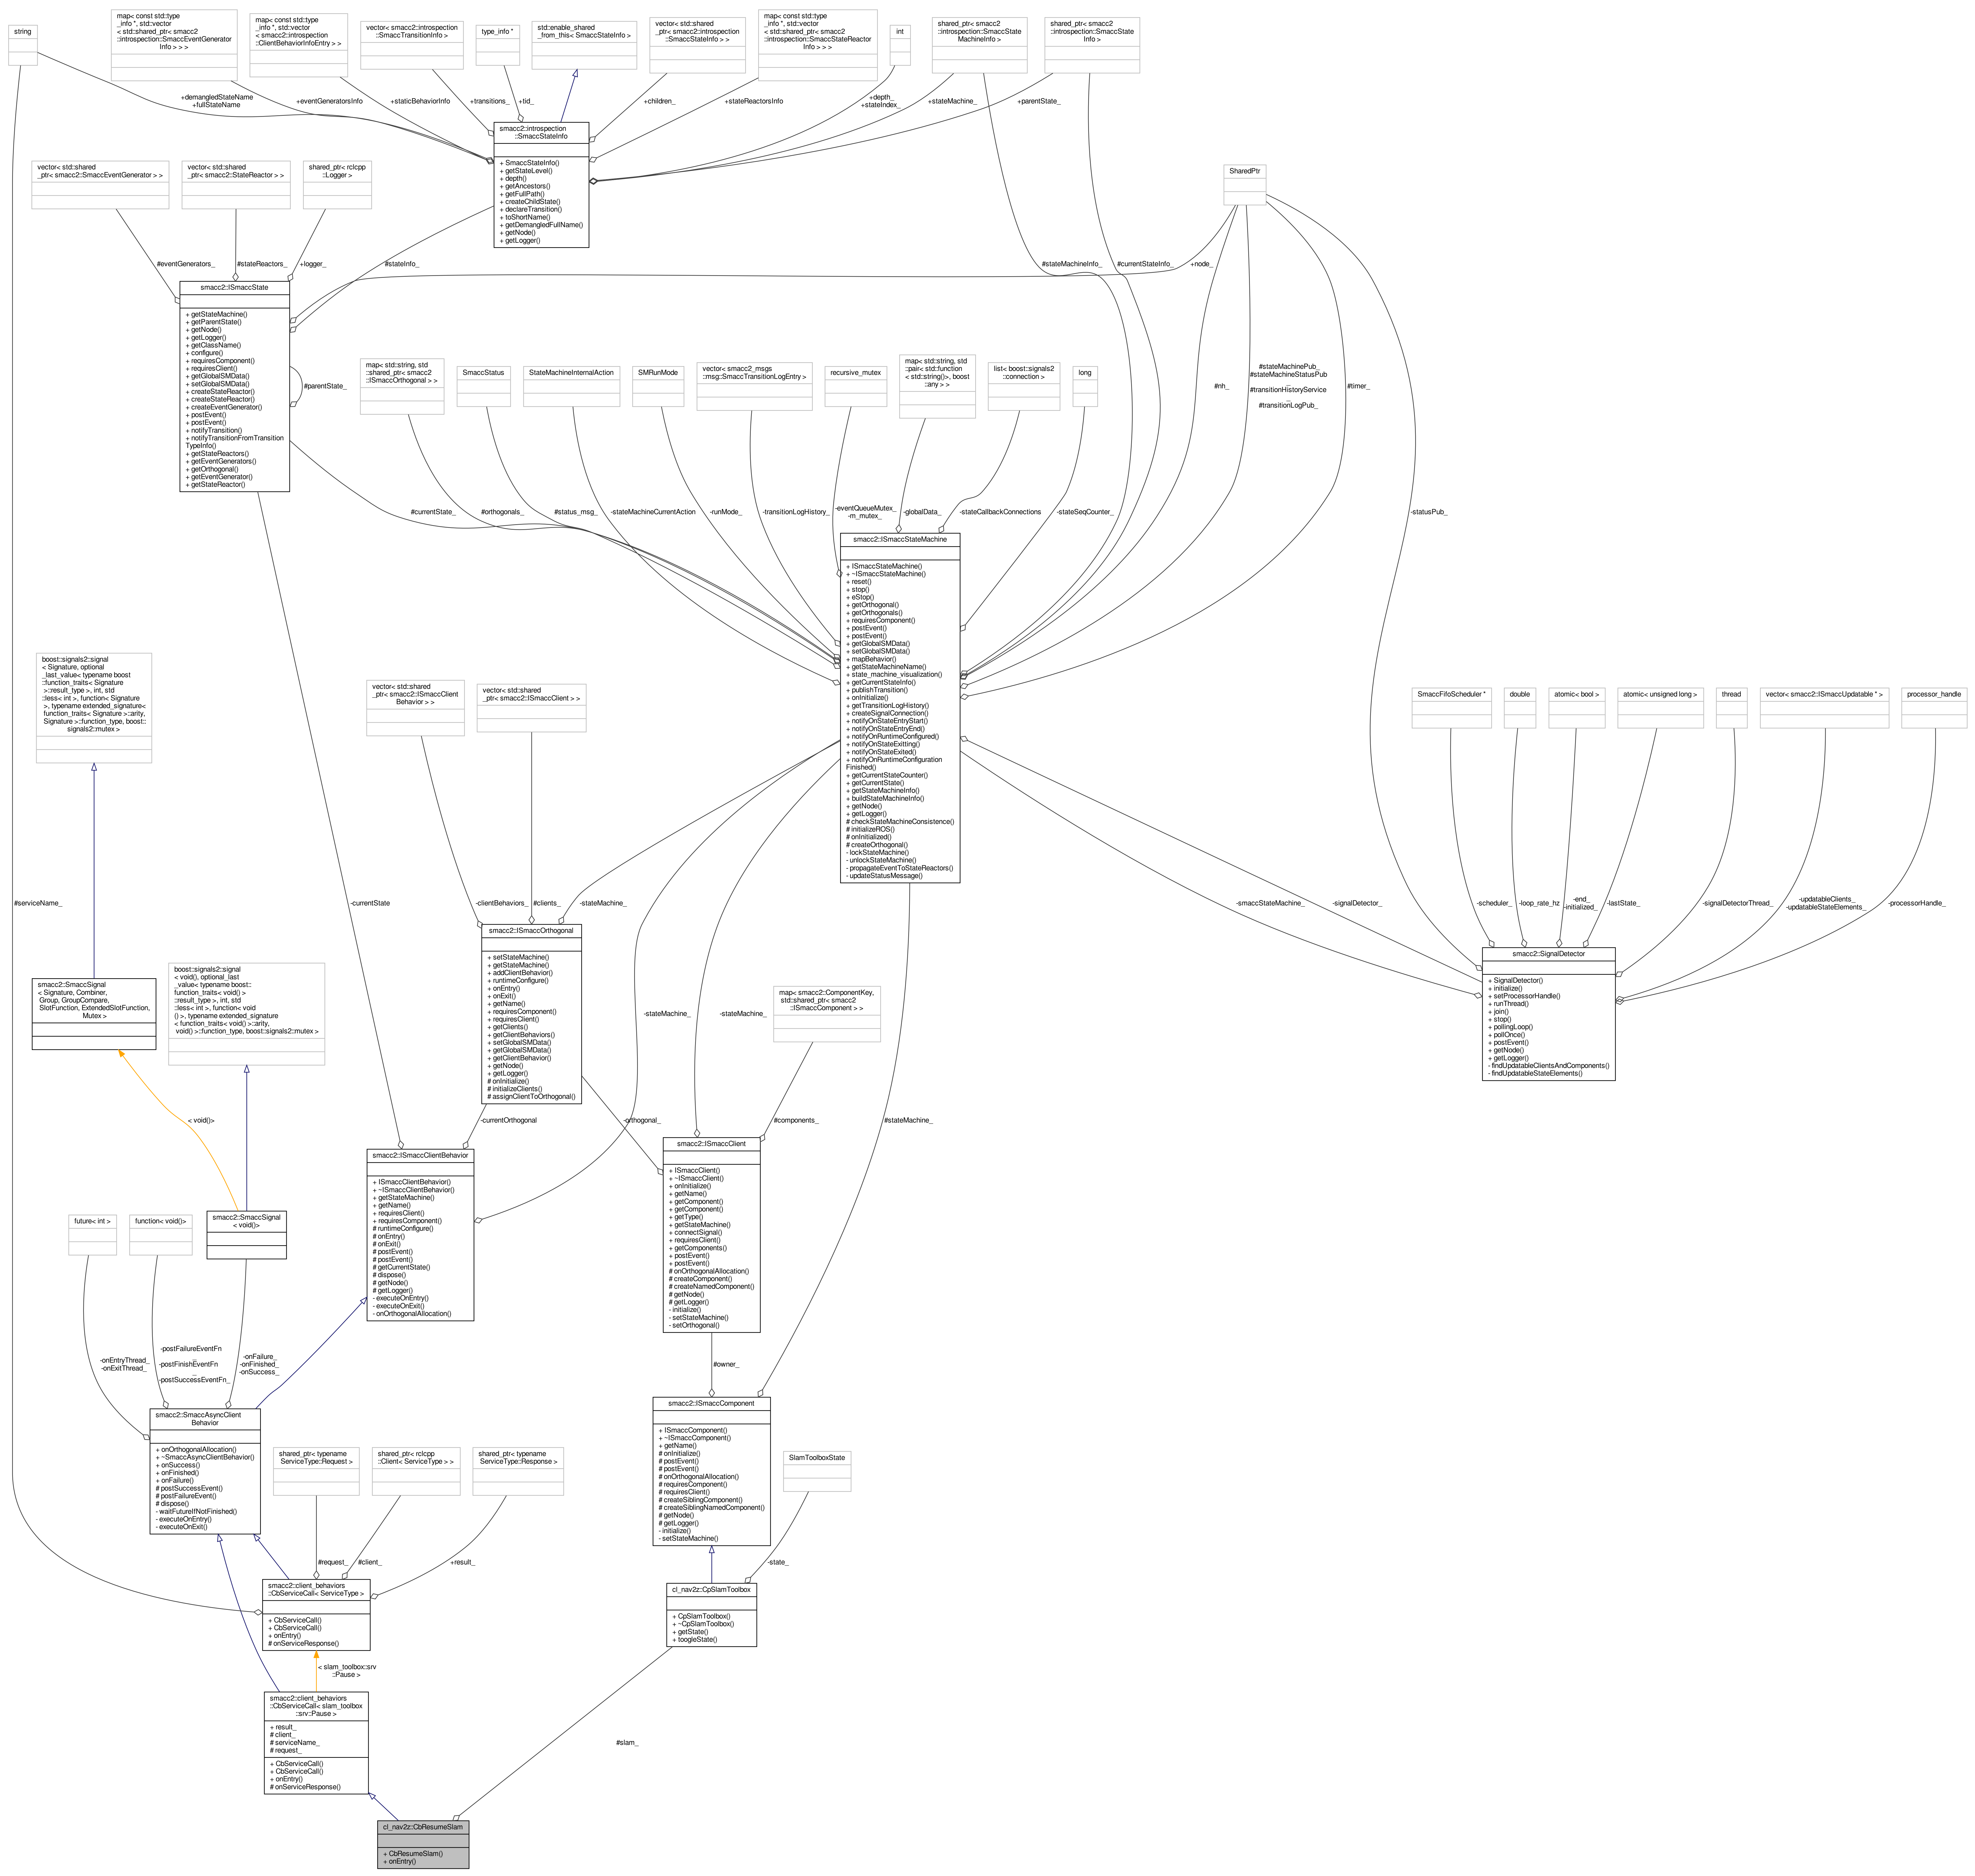 string
map< const std::type
_info *, std::vector
< std::shared_ptr< smacc2
::introspection::SmaccEventGenerator
Info > > >
map< const std::type
_info *, std::vector
< smacc2::introspection
::ClientBehaviorInfoEntry > >
vector< smacc2::introspection
::SmaccTransitionInfo >
type_info *
std::enable_shared
_from_this< SmaccStateInfo >
vector< std::shared
_ptr< smacc2::introspection
::SmaccStateInfo > >
map< const std::type
_info *, std::vector
< std::shared_ptr< smacc2
::introspection::SmaccStateReactor
Info > > >
int
shared_ptr< smacc2
::introspection::SmaccState
MachineInfo >
shared_ptr< smacc2
::introspection::SmaccState
Info >
+demangledStateName
+fullStateName
+eventGeneratorsInfo
+staticBehaviorInfo
+transitions_
+tid_
+children_
+stateReactorsInfo
+depth_
+stateIndex_
+stateMachine_
+parentState_
smacc2::introspection
::SmaccStateInfo
+ SmaccStateInfo()
+ getStateLevel()
+ depth()
+ getAncestors()
+ getFullPath()
+ createChildState()
+ declareTransition()
+ toShortName()
+ getDemangledFullName()
+ getNode()
+ getLogger()
vector< std::shared
_ptr< smacc2::SmaccEventGenerator > >
vector< std::shared
_ptr< smacc2::StateReactor > >
shared_ptr< rclcpp
::Logger >
SharedPtr
#eventGenerators_
#stateReactors_
+logger_
#stateInfo_
#stateMachineInfo_
#currentStateInfo_
+node_
smacc2::ISmaccState
+ getStateMachine()
+ getParentState()
+ getNode()
+ getLogger()
+ getClassName()
+ configure()
+ requiresComponent()
+ requiresClient()
+ getGlobalSMData()
+ setGlobalSMData()
+ createStateReactor()
+ createStateReactor()
+ createEventGenerator()
+ postEvent()
+ postEvent()
+ notifyTransition()
+ notifyTransitionFromTransition
TypeInfo()
+ getStateReactors()
+ getEventGenerators()
+ getOrthogonal()
+ getEventGenerator()
+ getStateReactor()
#parentState_
map< std::string, std
::shared_ptr< smacc2
::ISmaccOrthogonal > >
SmaccStatus
StateMachineInternalAction
SMRunMode
vector< smacc2_msgs
::msg::SmaccTransitionLogEntry >
recursive_mutex
map< std::string, std
::pair< std::function
< std::string()>, boost
::any > >
list< boost::signals2
::connection >
long
#nh_
#stateMachinePub_
#stateMachineStatusPub
_
#transitionHistoryService
_
#transitionLogPub_
#timer_
-statusPub_
#currentState_
#orthogonals_
#status_msg_
-stateMachineCurrentAction
-runMode_
-transitionLogHistory_
-eventQueueMutex_
-m_mutex_
-globalData_
-stateCallbackConnections
-stateSeqCounter_
smacc2::ISmaccStateMachine
+ ISmaccStateMachine()
+ ~ISmaccStateMachine()
+ reset()
+ stop()
+ eStop()
+ getOrthogonal()
+ getOrthogonals()
+ requiresComponent()
+ postEvent()
+ postEvent()
+ getGlobalSMData()
+ setGlobalSMData()
+ mapBehavior()
+ getStateMachineName()
+ state_machine_visualization()
+ getCurrentStateInfo()
+ publishTransition()
+ onInitialize()
+ getTransitionLogHistory()
+ createSignalConnection()
+ notifyOnStateEntryStart()
+ notifyOnStateEntryEnd()
+ notifyOnRuntimeConfigured()
+ notifyOnStateExitting()
+ notifyOnStateExited()
+ notifyOnRuntimeConfiguration
Finished()
+ getCurrentStateCounter()
+ getCurrentState()
+ getStateMachineInfo()
+ buildStateMachineInfo()
+ getNode()
+ getLogger()
# checkStateMachineConsistence()
# initializeROS()
# onInitialized()
# createOrthogonal()
- lockStateMachine()
- unlockStateMachine()
- propagateEventToStateReactors()
- updateStatusMessage()
boost::signals2::signal
< Signature, optional
_last_value< typename boost
::function_traits< Signature
>::result_type >, int, std
::less< int >, function< Signature
>, typename extended_signature<
function_traits< Signature >::arity,
Signature >::function_type, boost::
signals2::mutex >
vector< std::shared
_ptr< smacc2::ISmaccClient
Behavior > >
vector< std::shared
_ptr< smacc2::ISmaccClient > >
SmaccFifoScheduler *
double
atomic< bool >
atomic< unsigned long >
thread
vector< smacc2::ISmaccUpdatable * >
processor_handle
#serviceName_
-currentState
-clientBehaviors_
#clients_
-stateMachine_
-smaccStateMachine_
-signalDetector_
-scheduler_
-loop_rate_hz
-end_
-initialized_
-lastState_
-signalDetectorThread_
-updatableClients_
-updatableStateElements_
-processorHandle_
smacc2::ISmaccOrthogonal
+ setStateMachine()
+ getStateMachine()
+ addClientBehavior()
+ runtimeConfigure()
+ onEntry()
+ onExit()
+ getName()
+ requiresComponent()
+ requiresClient()
+ getClients()
+ getClientBehaviors()
+ setGlobalSMData()
+ getGlobalSMData()
+ getClientBehavior()
+ getNode()
+ getLogger()
# onInitialize()
# initializeClients()
# assignClientToOrthogonal()
smacc2::SignalDetector
+ SignalDetector()
+ initialize()
+ setProcessorHandle()
+ runThread()
+ join()
+ stop()
+ pollingLoop()
+ pollOnce()
+ postEvent()
+ getNode()
+ getLogger()
- findUpdatableClientsAndComponents()
- findUpdatableStateElements()
smacc2::SmaccSignal
< Signature, Combiner,
Group, GroupCompare,
SlotFunction, ExtendedSlotFunction,
Mutex >
boost::signals2::signal
< void(), optional_last
_value< typename boost::
function_traits< void() >
::result_type >, int, std
::less< int >, function< void
() >, typename extended_signature
< function_traits< void() >::arity,
void() >::function_type, boost::signals2::mutex >
map< smacc2::ComponentKey,
std::shared_ptr< smacc2
::ISmaccComponent > >
-stateMachine_
-stateMachine_
< void()>
-currentOrthogonal
-orthogonal_
#components_
#stateMachine_
smacc2::ISmaccClientBehavior
+ ISmaccClientBehavior()
+ ~ISmaccClientBehavior()
+ getStateMachine()
+ getName()
+ requiresClient()
+ requiresComponent()
# runtimeConfigure()
# onEntry()
# onExit()
# postEvent()
# postEvent()
# getCurrentState()
# dispose()
# getNode()
# getLogger()
- executeOnEntry()
- executeOnExit()
- onOrthogonalAllocation()
smacc2::ISmaccClient
+ ISmaccClient()
+ ~ISmaccClient()
+ onInitialize()
+ getName()
+ getComponent()
+ getComponent()
+ getType()
+ getStateMachine()
+ connectSignal()
+ requiresClient()
+ getComponents()
+ postEvent()
+ postEvent()
# onOrthogonalAllocation()
# createComponent()
# createNamedComponent()
# getNode()
# getLogger()
- initialize()
- setStateMachine()
- setOrthogonal()
future< int >
function< void()>
smacc2::SmaccSignal
< void()>
-onEntryThread_
-onExitThread_
-postFailureEventFn
_
-postFinishEventFn
_
-postSuccessEventFn_
-onFailure_
-onFinished_
-onSuccess_
#owner_
smacc2::SmaccAsyncClient
Behavior
+ onOrthogonalAllocation()
+ ~SmaccAsyncClientBehavior()
+ onSuccess()
+ onFinished()
+ onFailure()
# postSuccessEvent()
# postFailureEvent()
# dispose()
- waitFutureIfNotFinished()
- executeOnEntry()
- executeOnExit()
smacc2::ISmaccComponent
+ ISmaccComponent()
+ ~ISmaccComponent()
+ getName()
# onInitialize()
# postEvent()
# postEvent()
# onOrthogonalAllocation()
# requiresComponent()
# requiresClient()
# createSiblingComponent()
# createSiblingNamedComponent()
# getNode()
# getLogger()
- initialize()
- setStateMachine()
shared_ptr< typename
ServiceType::Request >
shared_ptr< rclcpp
::Client< ServiceType > >
shared_ptr< typename
ServiceType::Response >
SlamToolboxState
#request_
#client_
+result_
-state_
smacc2::client_behaviors
::CbServiceCall< ServiceType >
+ CbServiceCall()
+ CbServiceCall()
+ onEntry()
# onServiceResponse()
cl_nav2z::CpSlamToolbox
+ CpSlamToolbox()
+ ~CpSlamToolbox()
+ getState()
+ toogleState()
< slam_toolbox::srv
::Pause >
smacc2::client_behaviors
::CbServiceCall< slam_toolbox
::srv::Pause >
+ result_
# client_
# serviceName_
# request_
+ CbServiceCall()
+ CbServiceCall()
+ onEntry()
# onServiceResponse()
#slam_
cl_nav2z::CbResumeSlam
+ CbResumeSlam()
+ onEntry()